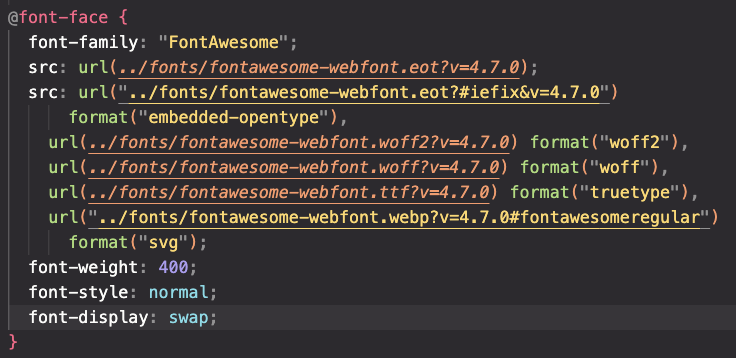 @font-face {
font-family: "FontAwesome";
src: url(../fonts/fontawesome-webfont.eot?v=4.7.0);
src: url("../fonts/fontawesome-webfont.eot?#iefix&v=4.7.0")
format("embedded-opentype"),
url(../fonts/fontawesome-webfont.woff2?v=4.7.0) format("woff2"),
url(../fonts/fontawesome-webfont.woff?v=4.7.0) format("woff"),
url(../fonts/fontawesome-webfont.ttf?v=4.7.0) format("truetype"),
url("../fonts/fontawesome-webfont.webp?v=4.7.0#fontawesomeregular")
format("svg");
font-weight: 400;
font-style: normal;
font-display: swap;
}